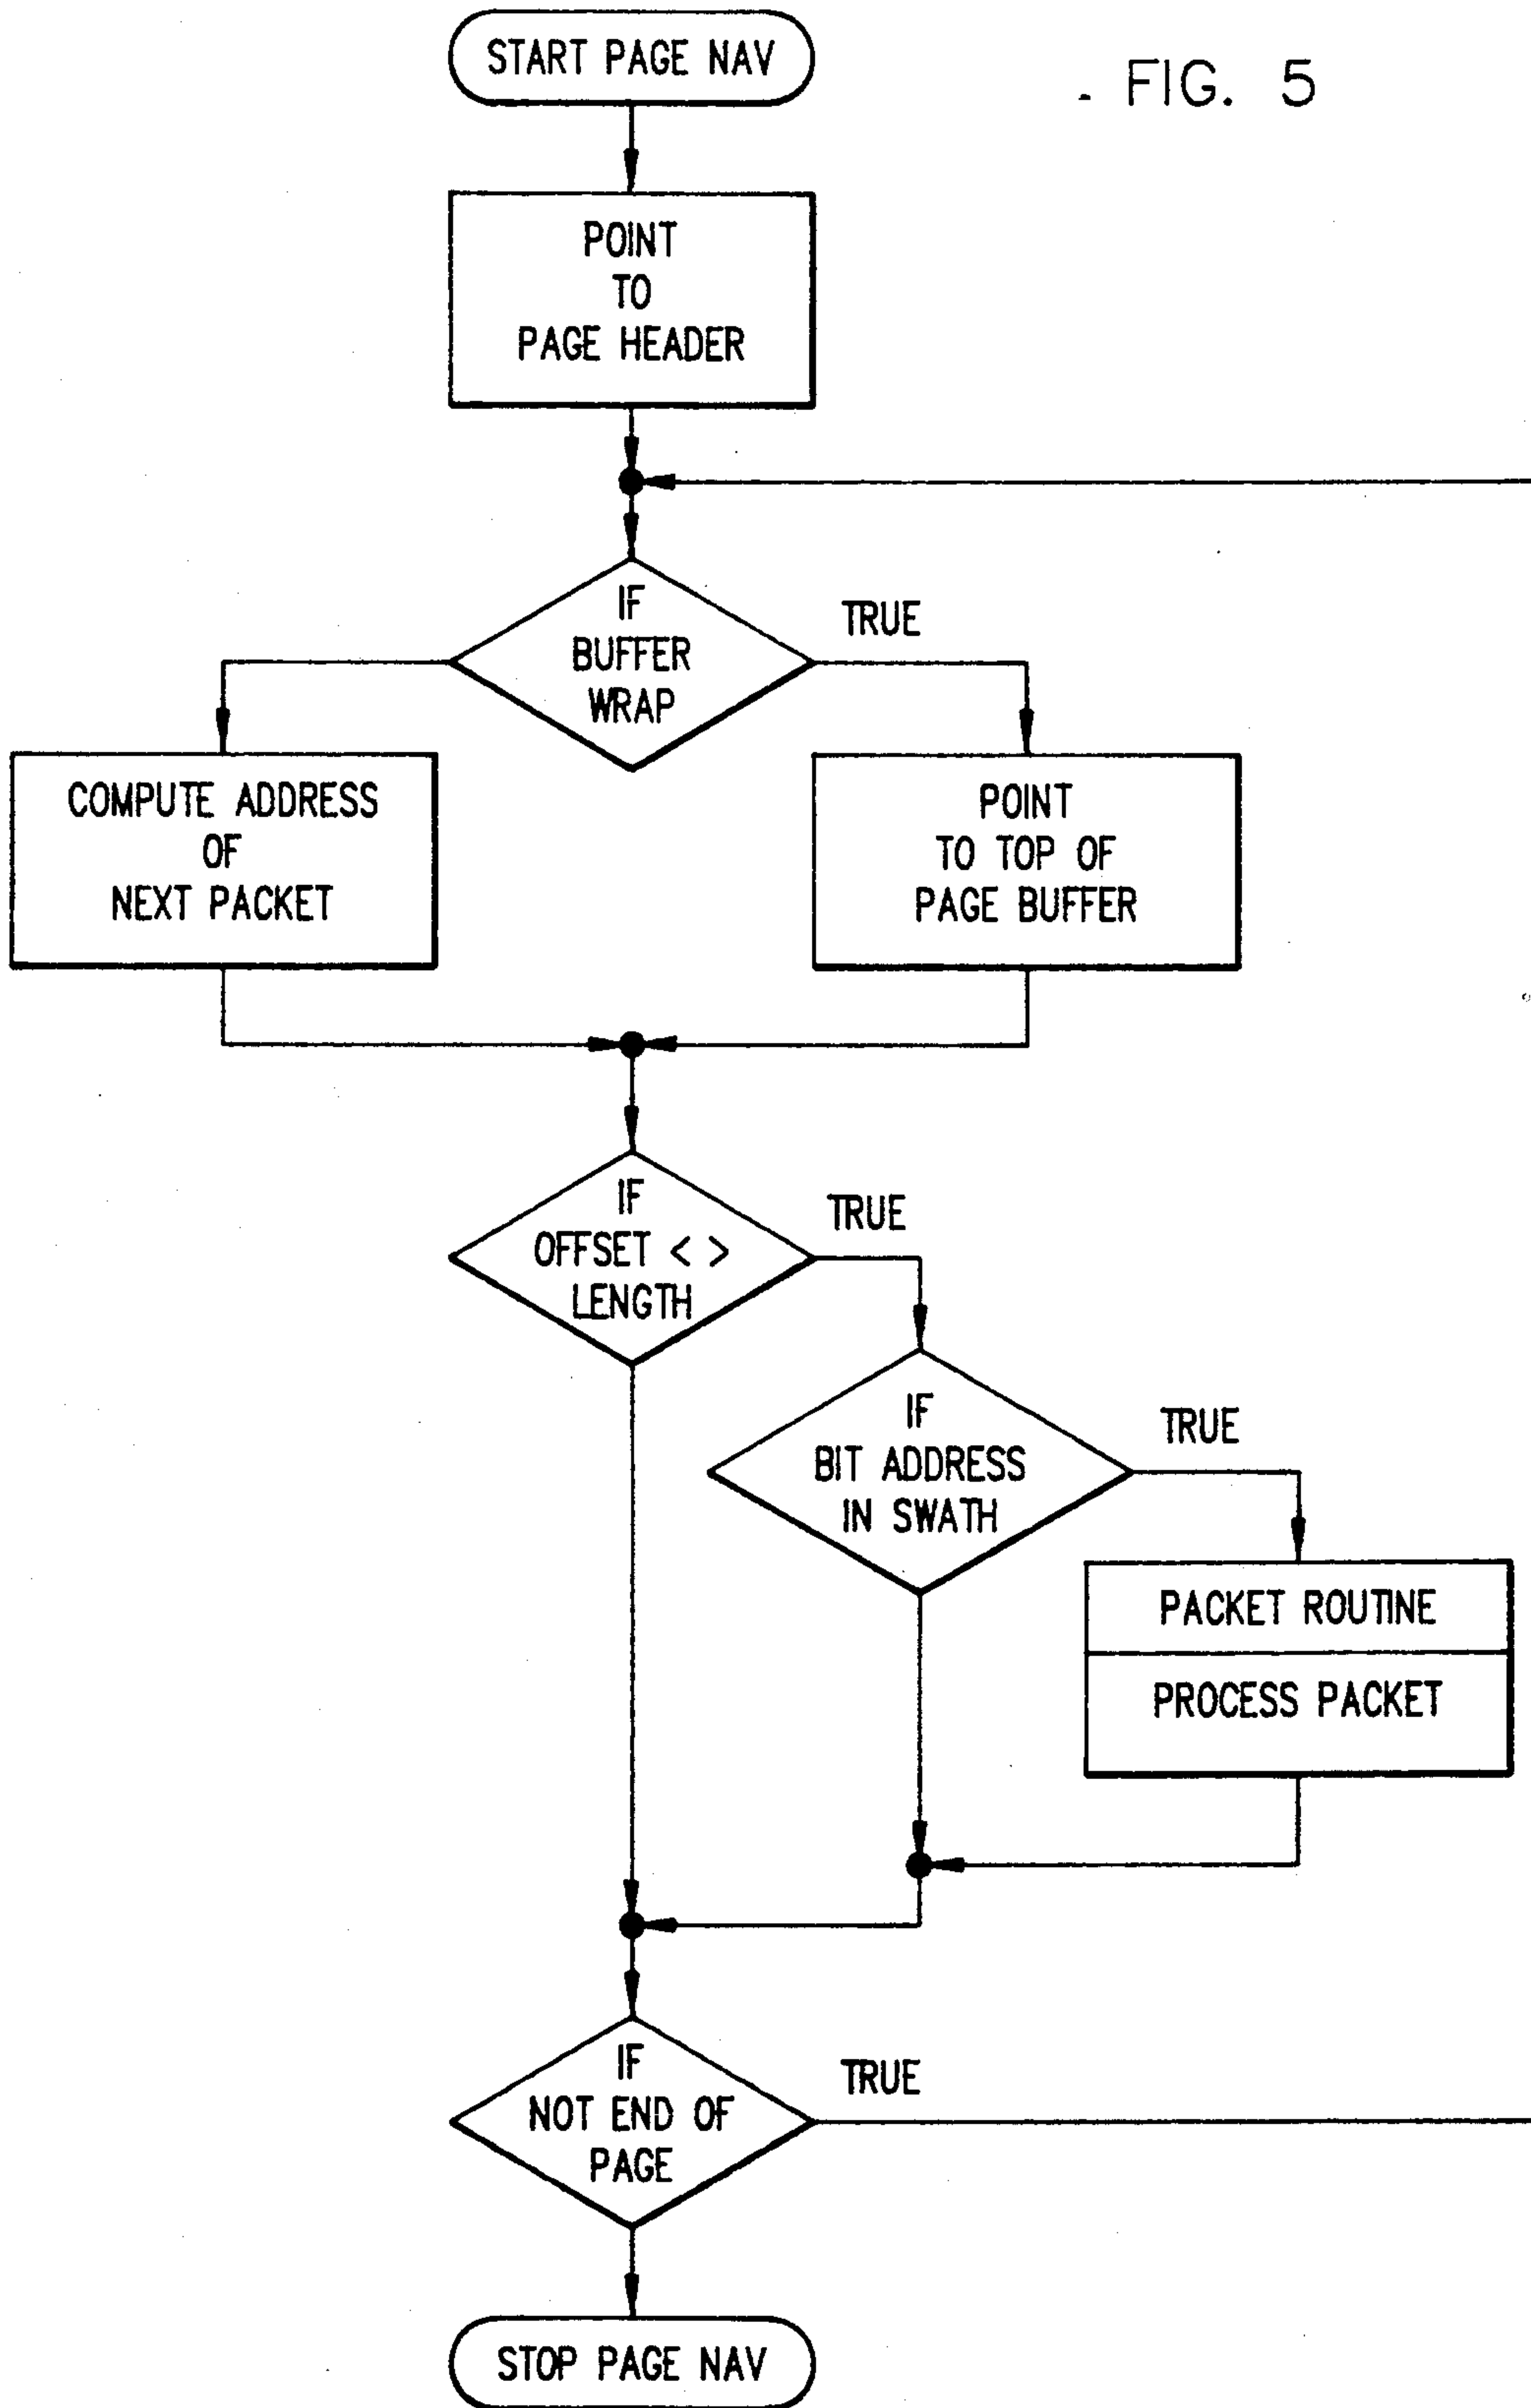 START PAGE NAV
- FIG. 5
POINT
TO
PAGE HEADER
IF
BUFFER
WRAP
TRUE
COMPUTE ADDRESS
OF
NEXT PACKET
POINT
TO TOP OF
PAGE BUFFER
IF
OFFSET < >
LENGTH
TRUE
IF
BIT ADDRESS
IN SWATH
TRUE
PACKET ROUTINE
PROCESS PACKET
IF
NOT END OF
PAGE
TRUE
STOP PAGE NAV